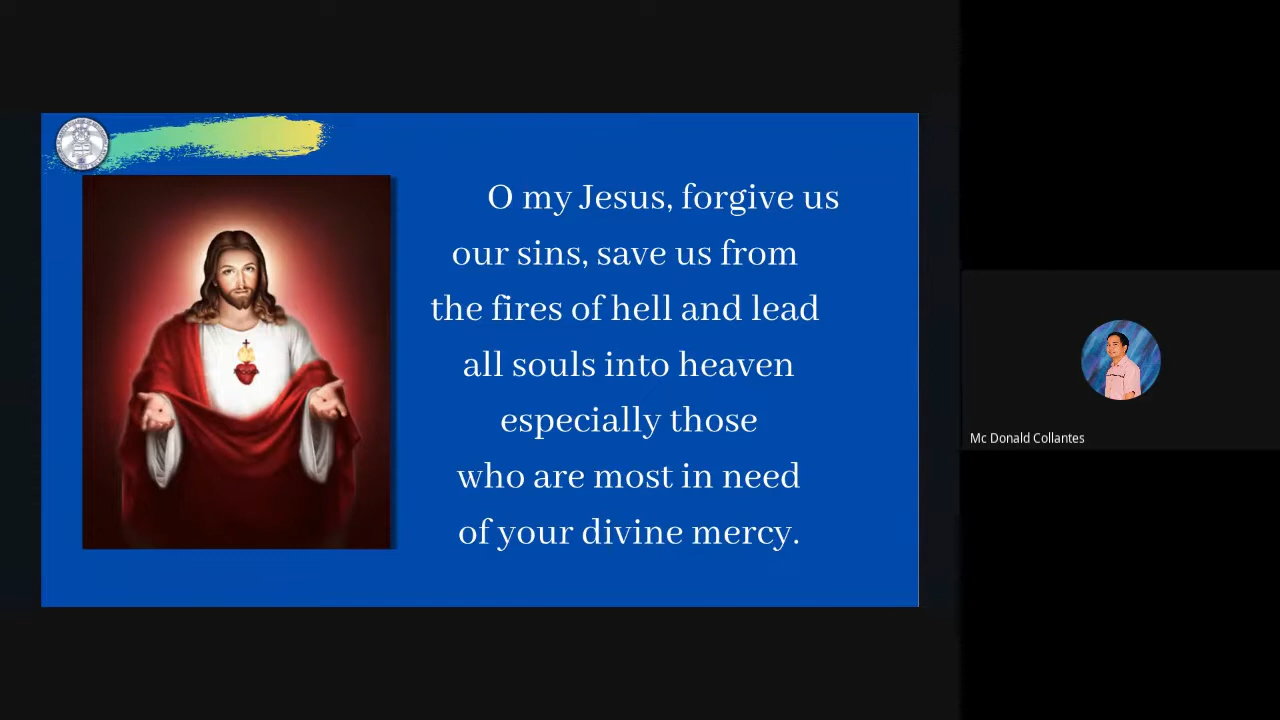 O my Jesus, forgive us
our sins, save us from
the fires of hell and lead
all souls into heaven
especially those
who are most in need
of your divine mercy.
Mc Donald Collantes